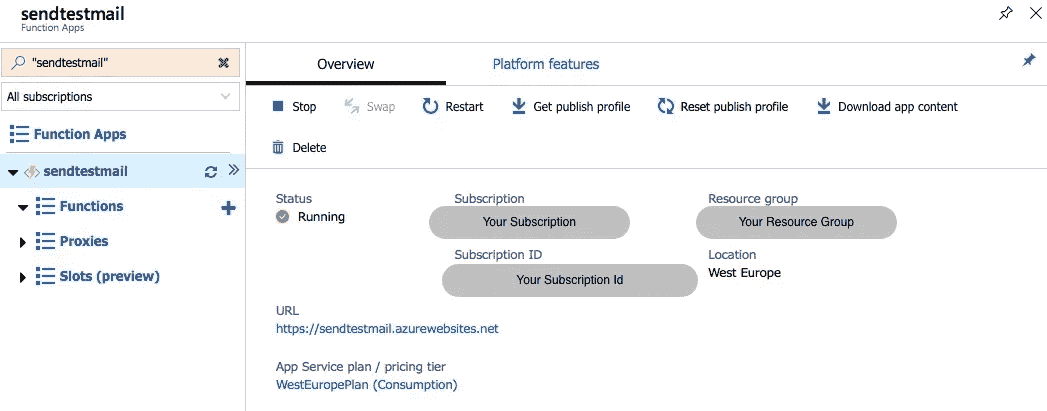 sendtestmail
Function Apps
"sendtestmail"
All subscriptions
Function Apps
sendtestmail
Functions
Proxies
Slots (preview)
Overview
Platform features
Stop
Swap
Restart
Get publish profile
Reset publish profile
Download app content
Delete
Status
Running
Subscription
Your Subscription
Resource group
Your Resource Group
Subscription ID
Your Subscription Id
Location
West Europe
URL
https://sendtestmail.azurewebsites.net
App Service plan / pricing tier
WestEuropePlan (Consumption)